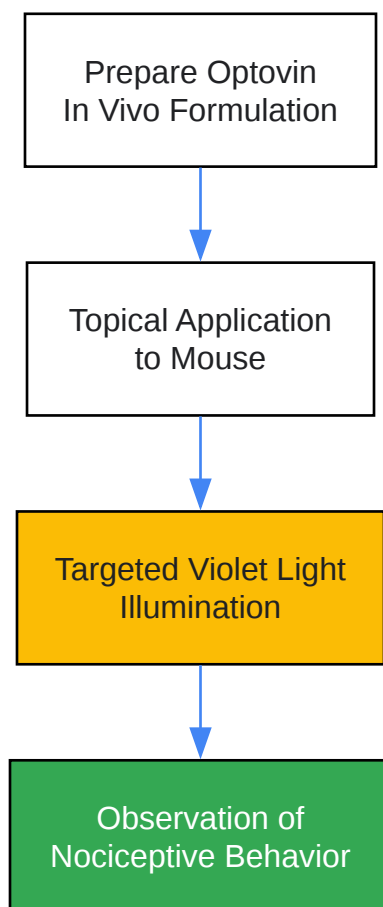 Prepare Optovin
In Vivo Formulation
Topical Application
to Mouse
Targeted Violet Light
Illumination
Observation of
Nociceptive Behavior